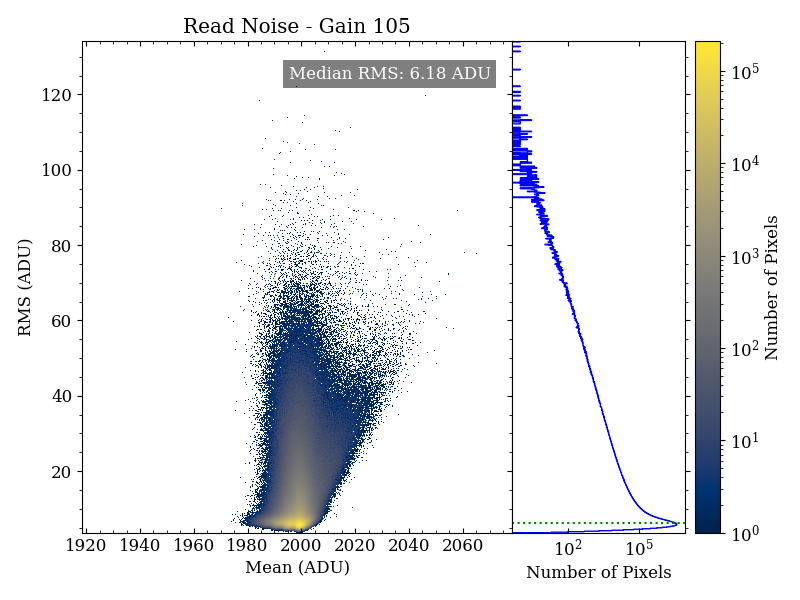 Read Noise - Gain 105
Median RMS: 6.18 ADU
RMS (ADU)
120
100
80
60
40
20
1920 1940 1960 1980 2000 2020 2040 2060
Mean (ADU)
10^2 10^5
Number of Pixels
10^5
10^4
10^3
10^2
10^1
10^0
Number of Pixels